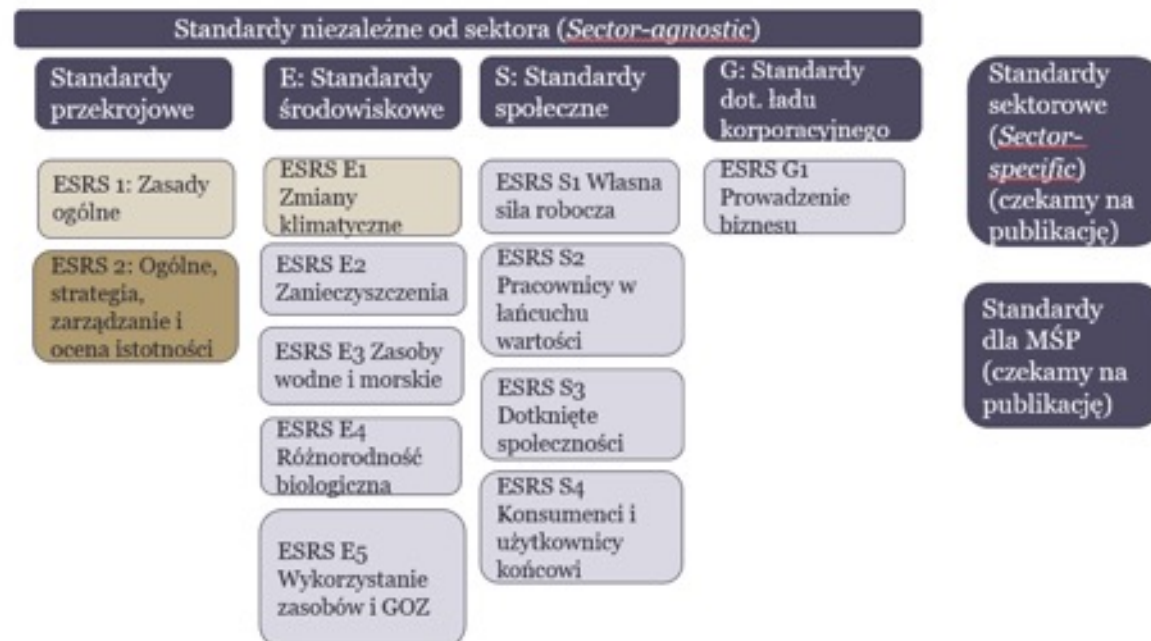 Standardy niezależne od sektora (Sector-agnostic)
Standardy
przekrojowe
ESRS 1: Zasady
ogólne
ESRS 2: Ogólne,
strategia,
zarządzanie i
ocena istotności
E: Standardy
środowiskowe
ESRS E1
Zmiany
klimatyczne
ESRS E2
Zanieczyszczenia
ESRS E3 Zasoby
wodne i morskie
ESRS E4
Różnorodność
biologiczna
ESRS E5
Wykorzystanie
zasobów i GOZ
S: Standardy
społeczne
ESRS S1 Własna
siła robocza
ESRS S2
Pracownicy w
łańcuchu
wartości
ESRS S3
Dotknięte
społeczności
ESRS S4
Konsumenci i
użytkownicy
końcowi
G: Standardy
dot. ładu
korporacyjnego
ESRS G1
Prowadzenie
biznesu
Standardy
sektorowe
(Sector-
specific)
(czekamy na
publikację)
Standardy
dla MŚP
(czekamy na
publikację)